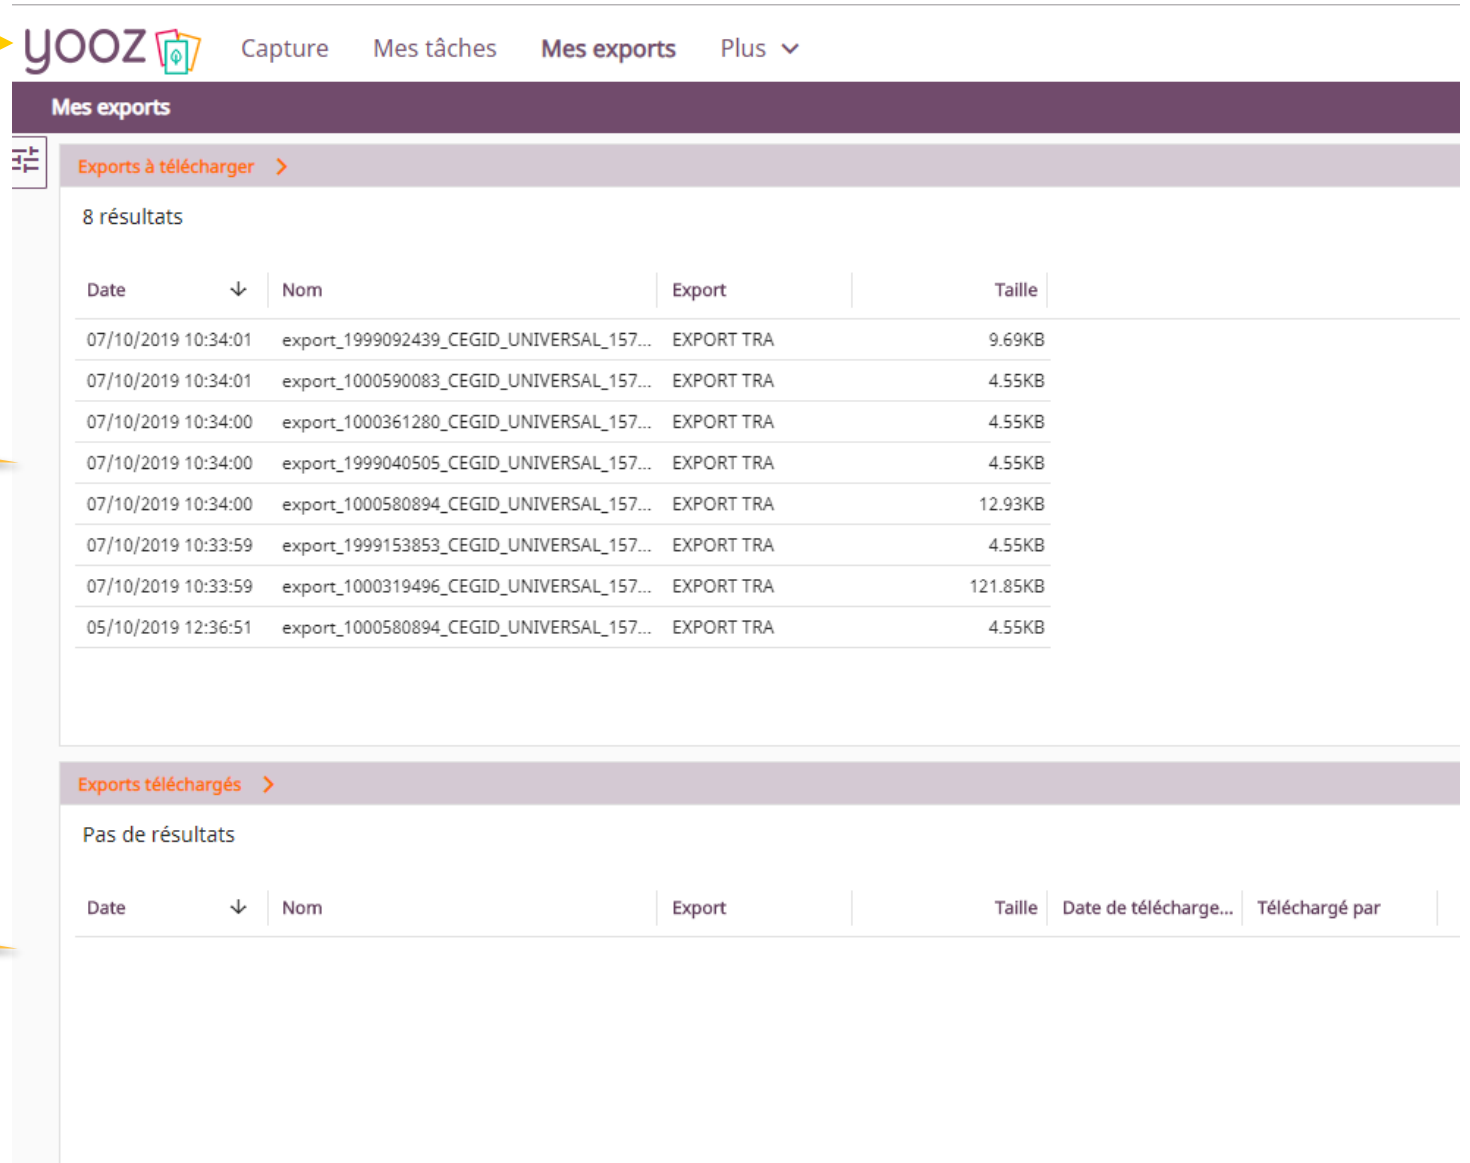 yooz Capture Mes tâches Mes exports Plus
Mes exports
Exports à télécharger
8 résultats
Date Nom Export Taille
07/10/2019 10:34:01 export_1999092439_CEGID_UNIVERSAL_157... EXPORT TRA 9.69KB
07/10/2019 10:34:01 export_1000590083_CEGID_UNIVERSAL_157... EXPORT TRA 4.55KB
07/10/2019 10:34:00 export_1000361280_CEGID_UNIVERSAL_157... EXPORT TRA 4.55KB
07/10/2019 10:34:00 export_1999040505_CEGID_UNIVERSAL_157... EXPORT TRA 4.55KB
07/10/2019 10:34:00 export_1000580894_CEGID_UNIVERSAL_157... EXPORT TRA 12.93KB
07/10/2019 10:33:59 export_1999153853_CEGID_UNIVERSAL_157... EXPORT TRA 4.55KB
07/10/2019 10:33:59 export_1000319496_CEGID_UNIVERSAL_157... EXPORT TRA 121.85KB
05/10/2019 12:36:51 export_1000580894_CEGID_UNIVERSAL_157... EXPORT TRA 4.55KB
Exports téléchargés
Pas de résultats
Date Nom Export Taille Date de télécharge... Téléchargé par